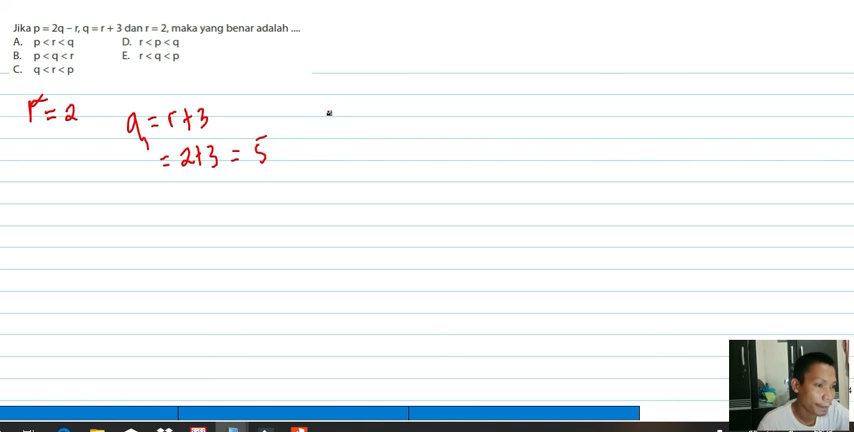 Jika p = 2q – r, q = r + 3 dan r = 2, maka yang benar adalah ....
A. p < r < q D. r < p < q
B. p < q < r E. r < q < p
C. q < r < p
r = 2 q = r + 3
= 2 + 3 = 5